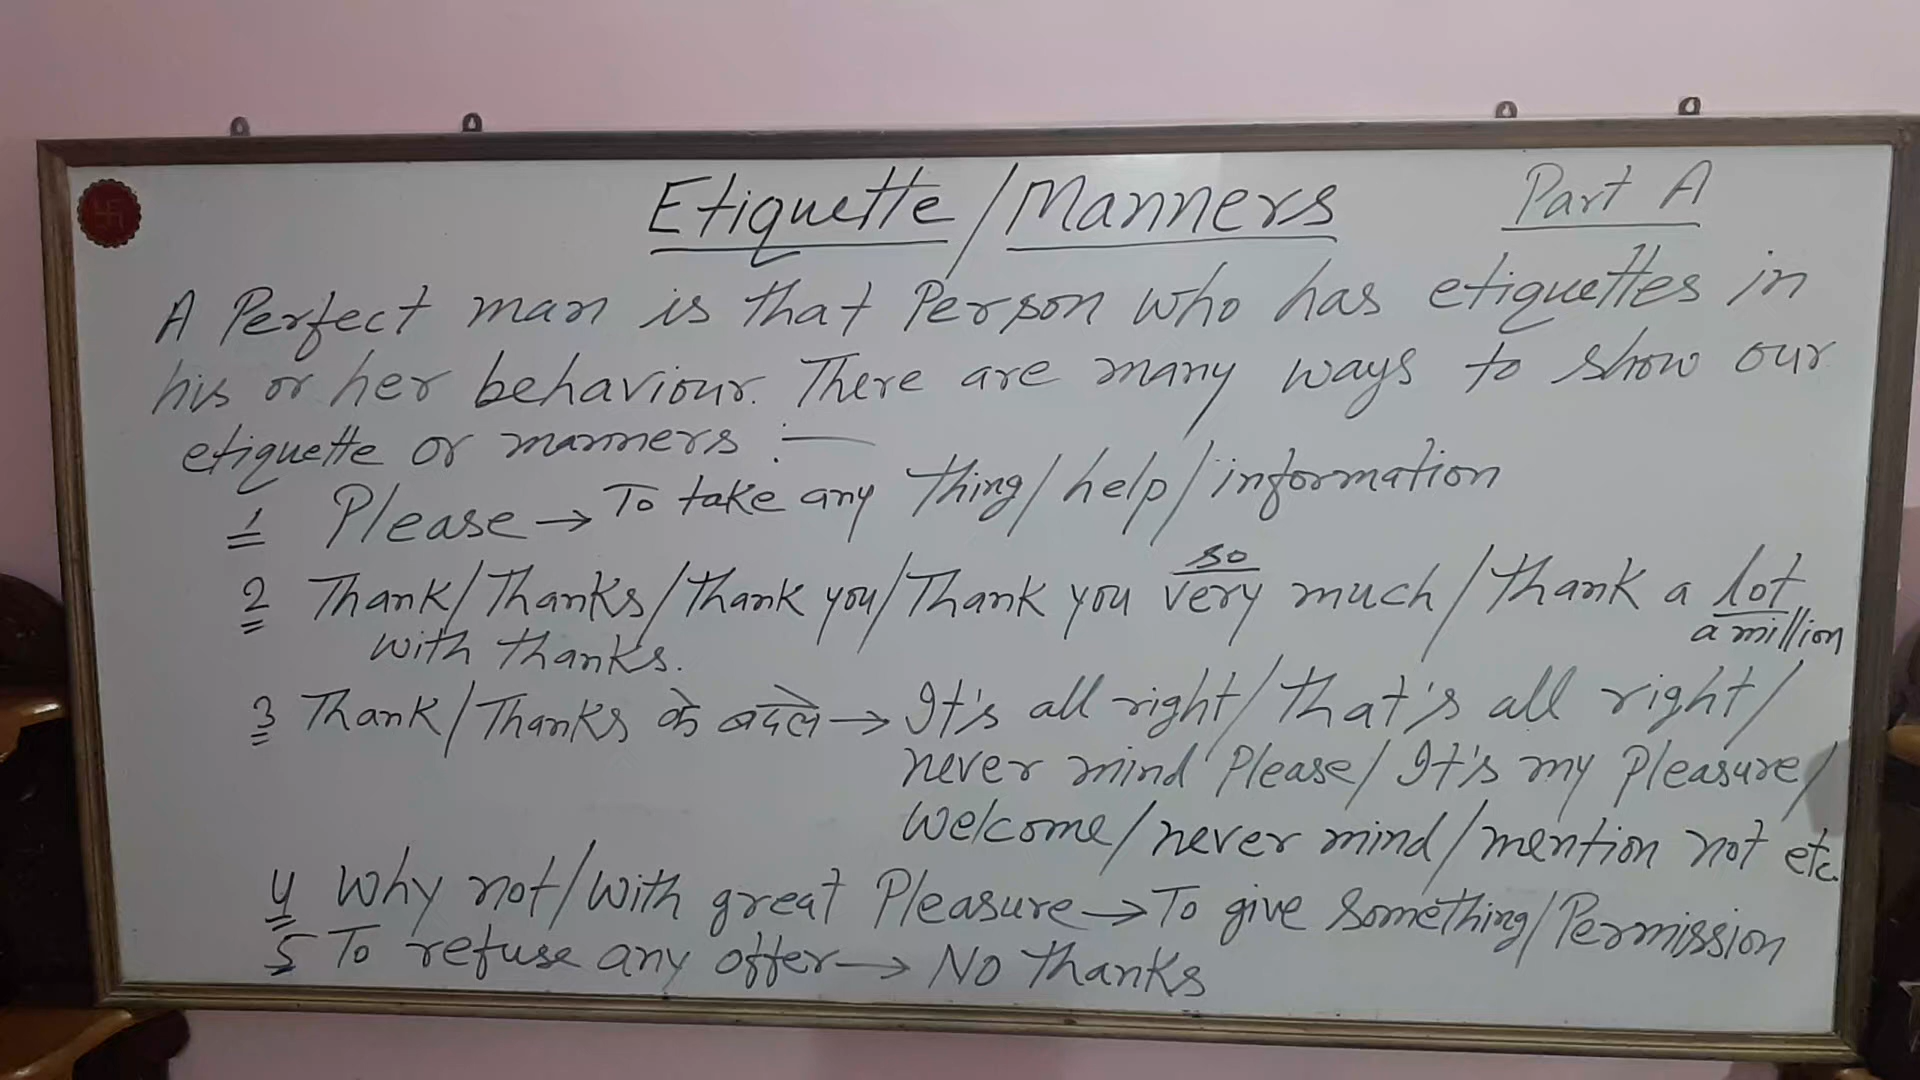 Etiquette/Manners Part A
A Perfect man is that Person who has etiquettes in
his or her behaviour. There are many ways to show our
etiquette or manners :—
1 Please → To take any thing/help/information
so
2 Thank/Thanks/thank you/Thank you very much/thank a lot
a million
with thanks.
3 Thank/Thanks के बदले → It's all right/that's all right/
never mind Please/It's my Pleasure/
Welcome/never mind/mention not etc.
4 Why not/with great Pleasure → To give Something/Permission
5 To refuse any offer → No thanks